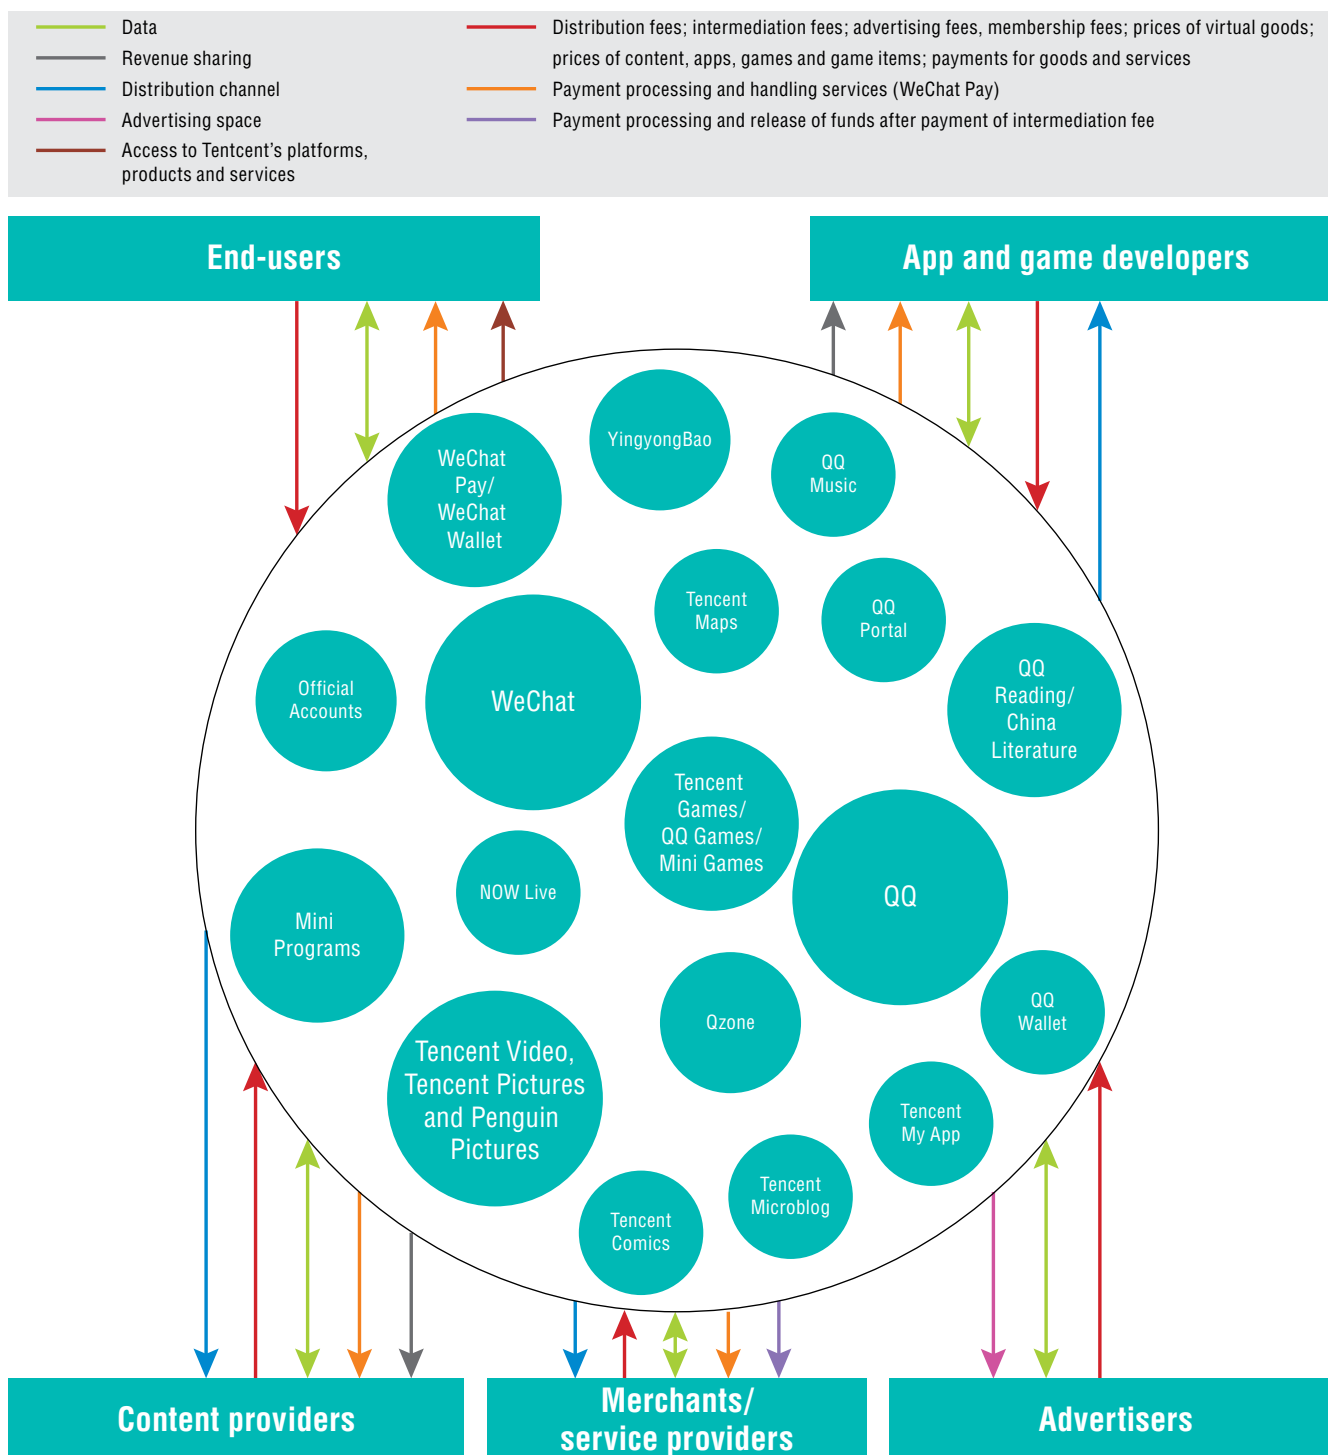 Data
Revenue sharing
Distribution channel
Advertising space
Access to Tentcent's platforms,
products and services
Distribution fees; intermediation fees; advertising fees, membership fees; prices of virtual goods;
prices of content, apps, games and game items; payments for goods and services
Payment processing and handling services (WeChat Pay)
Payment processing and release of funds after payment of intermediation fee
End-users
App and game developers
WeChat
Pay/
WeChat
Wallet
YingyongBao
QQ
Music
Tencent
Maps
QQ
Portal
Official
Accounts
WeChat
QQ
Reading/
China
Literature
Tencent
Games/
QQ Games/
Mini Games
NOW Live
QQ
Mini
Programs
Qzone
QQ
Wallet
Tencent Video,
Tencent Pictures
and Penguin
Pictures
Tencent
My App
Tencent
Microblog
Tencent
Comics
Content providers
Merchants/
service providers
Advertisers